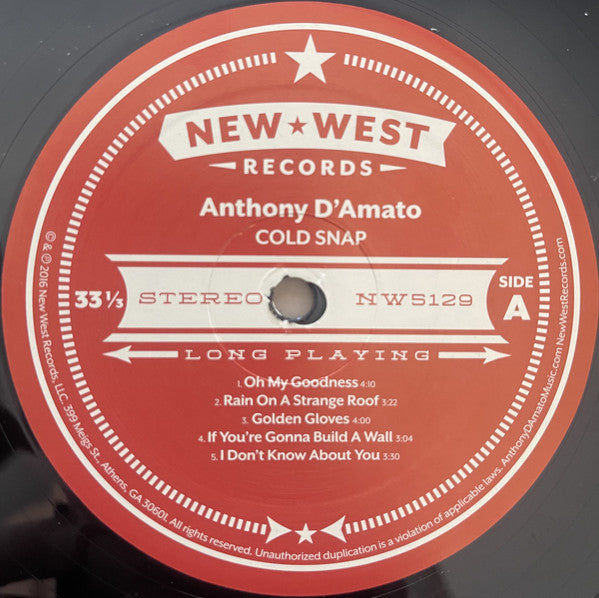 NEW★WEST
RECORDS
Anthony D'Amato
COLD SNAP
33 ⅓
STEREO
NW5129
SIDE
A
LONG PLAYING
1. Oh My Goodness 4:10
2. Rain On A Strange Roof 3:22
3. Golden Gloves 4:00
4. If You're Gonna Build A Wall 3:04
5. I Don't Know About You 3:30
© & ℗ 2016 New West Records, LLC. 399 Meigs St., Athens, GA 30601. All rights reserved. Unauthorized duplication is a violation of applicable laws. AnthonyDAmatoMusic.com NewWestRecords.com